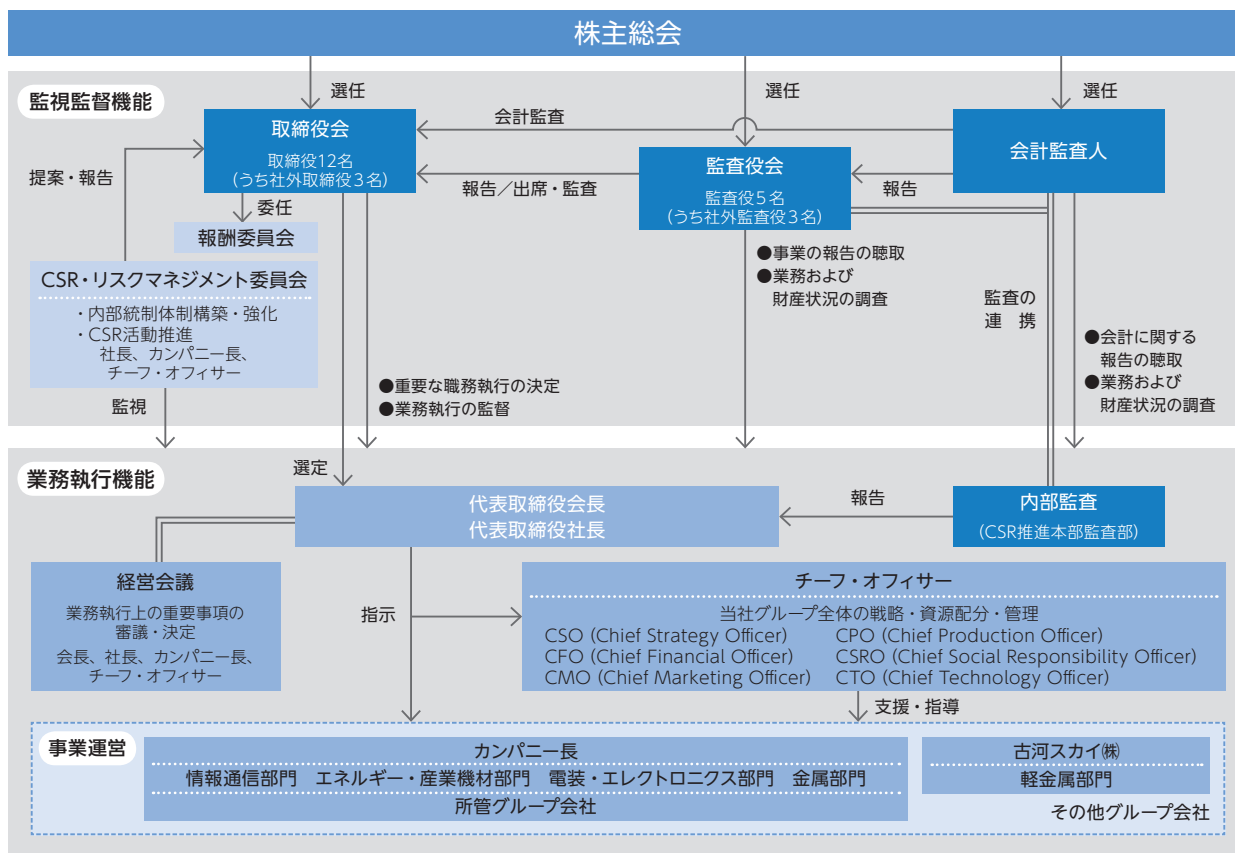 株主総会
監視監督機能
選任
選任
選任
取締役会
取締役12名
(うち社外取締役3名)
会計監査
監査役会
監査役5名
(うち社外監査役3名)
会計監査人
提案・報告
報告／出席・監査
報告
委任
報酬委員会
CSR・リスクマネジメント委員会
・内部統制体制構築・強化
・CSR活動推進
社長、カンパニー長、
チーフ・オフィサー
監視
●重要な職務執行の決定
●業務執行の監督
●事業の報告の聴取
●業務および
財産状況の調査
監査の
連　携
●会計に関する
報告の聴取
●業務および
財産状況の調査
業務執行機能
選定
代表取締役会長
代表取締役社長
報告
内部監査
(CSR推進本部監査部)
経営会議
業務執行上の重要事項の
審議・決定
会長、社長、カンパニー長、
チーフ・オフィサー
指示
チーフ・オフィサー
当社グループ全体の戦略・資源配分・管理
CSO (Chief Strategy Officer)　CPO (Chief Production Officer)
CFO (Chief Financial Officer)　CSRO (Chief Social Responsibility Officer)
CMO (Chief Marketing Officer)　CTO (Chief Technology Officer)
支援・指導
事業運営
カンパニー長
情報通信部門　エネルギー・産業機材部門　電装・エレクトロニクス部門　金属部門
所管グループ会社
古河スカイ㈱
軽金属部門
その他グループ会社